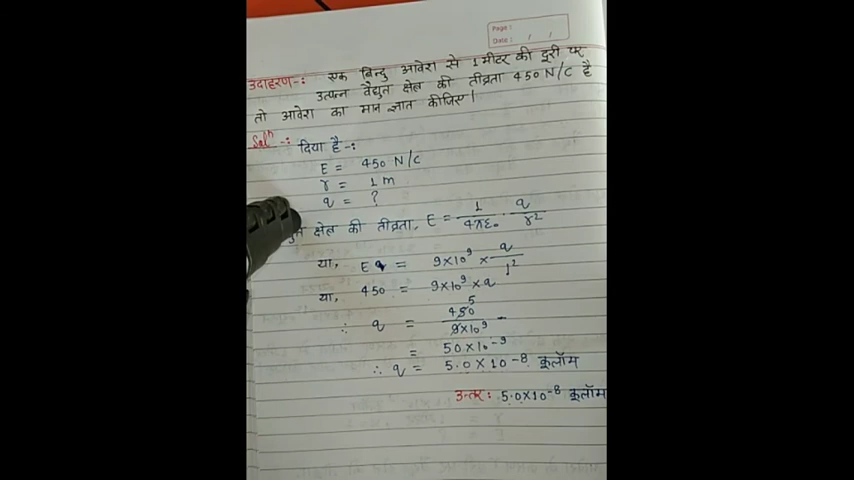 Page:
Date: / /
उदाहरण-: एक बिन्दु आवेश से 1 मीटर की दूरी पर
उत्पन्न वैद्युत क्षेत्र की तीव्रता 450 N/C है
तो आवेश का मान ज्ञात कीजिए।
Solⁿ -: दिया है-:
E = 450 N/C
r = 1 m
q = ?
क्षेत्र की तीव्रता, E = 1/4πε₀ · q/r²
या, E = 9×10⁹ × q/1²
या, 450 = 9×10⁹ × q
∴ q = 450/9×10⁹
= 50×10⁻⁹
∴ q = 5.0 × 10⁻⁸ कूलॉम
उत्तर: 5.0×10⁻⁸ कूलॉम